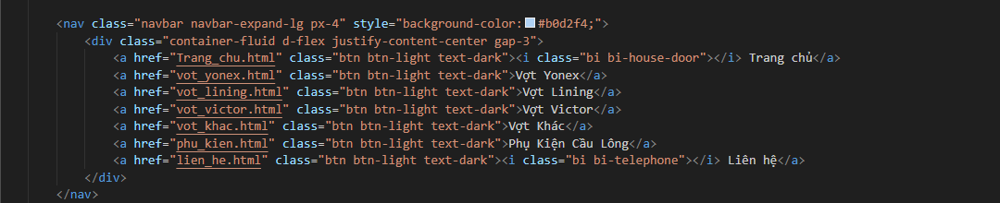 <nav class="navbar navbar-expand-lg px-4" style="background-color:#b0d2f4;">
<div class="container-fluid d-flex justify-content-center gap-3">
<a href="Trang_chu.html" class="btn btn-light text-dark"><i class="bi bi-house-door"></i> Trang chủ</a>
<a href="vot_yonex.html" class="btn btn-light text-dark">Vợt Yonex</a>
<a href="vot_lining.html" class="btn btn-light text-dark">Vợt Lining</a>
<a href="vot_victor.html" class="btn btn-light text-dark">Vợt Victor</a>
<a href="vot_khac.html" class="btn btn-light text-dark">Vợt Khác</a>
<a href="phu_kien.html" class="btn btn-light text-dark">Phụ Kiện Cầu Lông</a>
<a href="lien_he.html" class="btn btn-light text-dark"><i class="bi bi-telephone"></i> Liên hệ</a>
</div>
</nav>